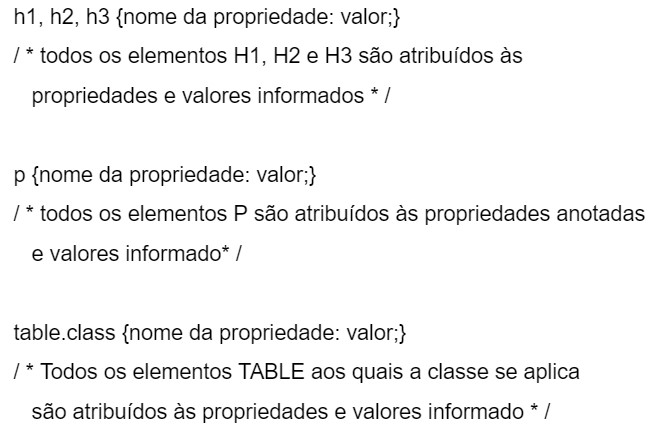 h1, h2, h3 {nome da propriedade: valor;}
/ * todos os elementos H1, H2 e H3 são atribuídos às
propriedades e valores informados * /
p {nome da propriedade: valor;}
/ * todos os elementos P são atribuídos às propriedades anotadas
e valores informado* /
table.class {nome da propriedade: valor;}
/ * Todos os elementos TABLE aos quais a classe se aplica
são atribuídos às propriedades e valores informado * /